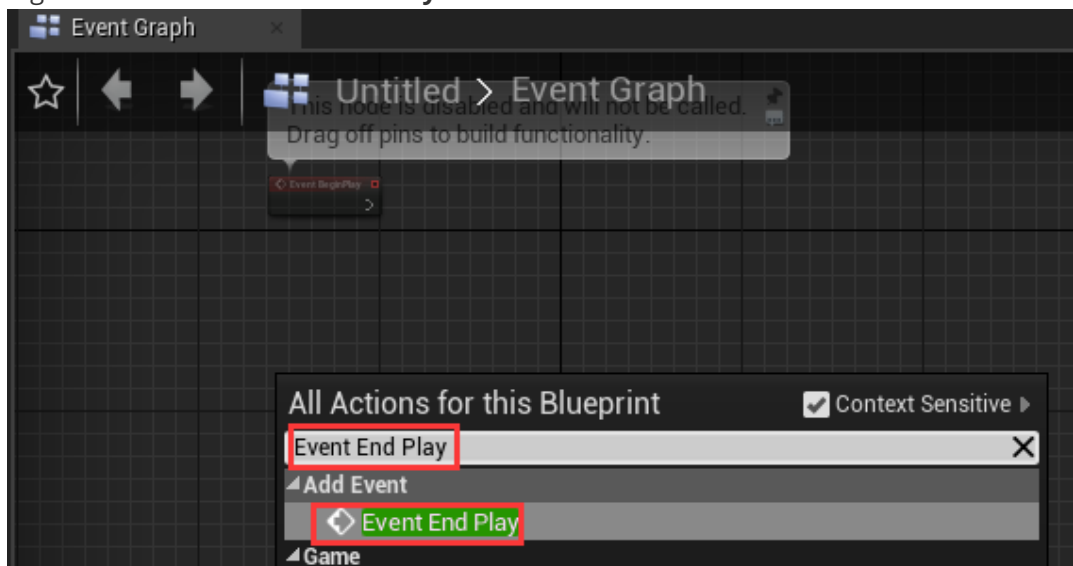 Event Graph
Untitled > Event Graph
This node is disabled and will not be called.
Drag off pins to build functionality.
Event BeginPlay
All Actions for this Blueprint
Context Sensitive
Event End Play
Add Event
Event End Play
Game